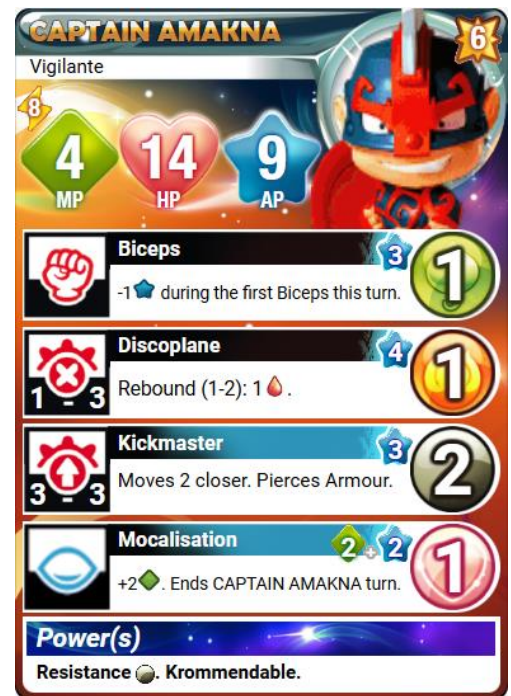 CAPTAIN AMAKNA
6
Vigilante
8
4
MP
14
HP
9
AP
Biceps
3
-1 during the first Biceps this turn.
1
Discoplane
4
1 - 3
Rebound (1-2): 1 .
1
Kickmaster
3
3 - 3
Moves 2 closer. Pierces Armour.
2
Mocalisation
2 + 2
+2 . Ends CAPTAIN AMAKNA turn.
1
Power(s)
Resistance . Krommendable.